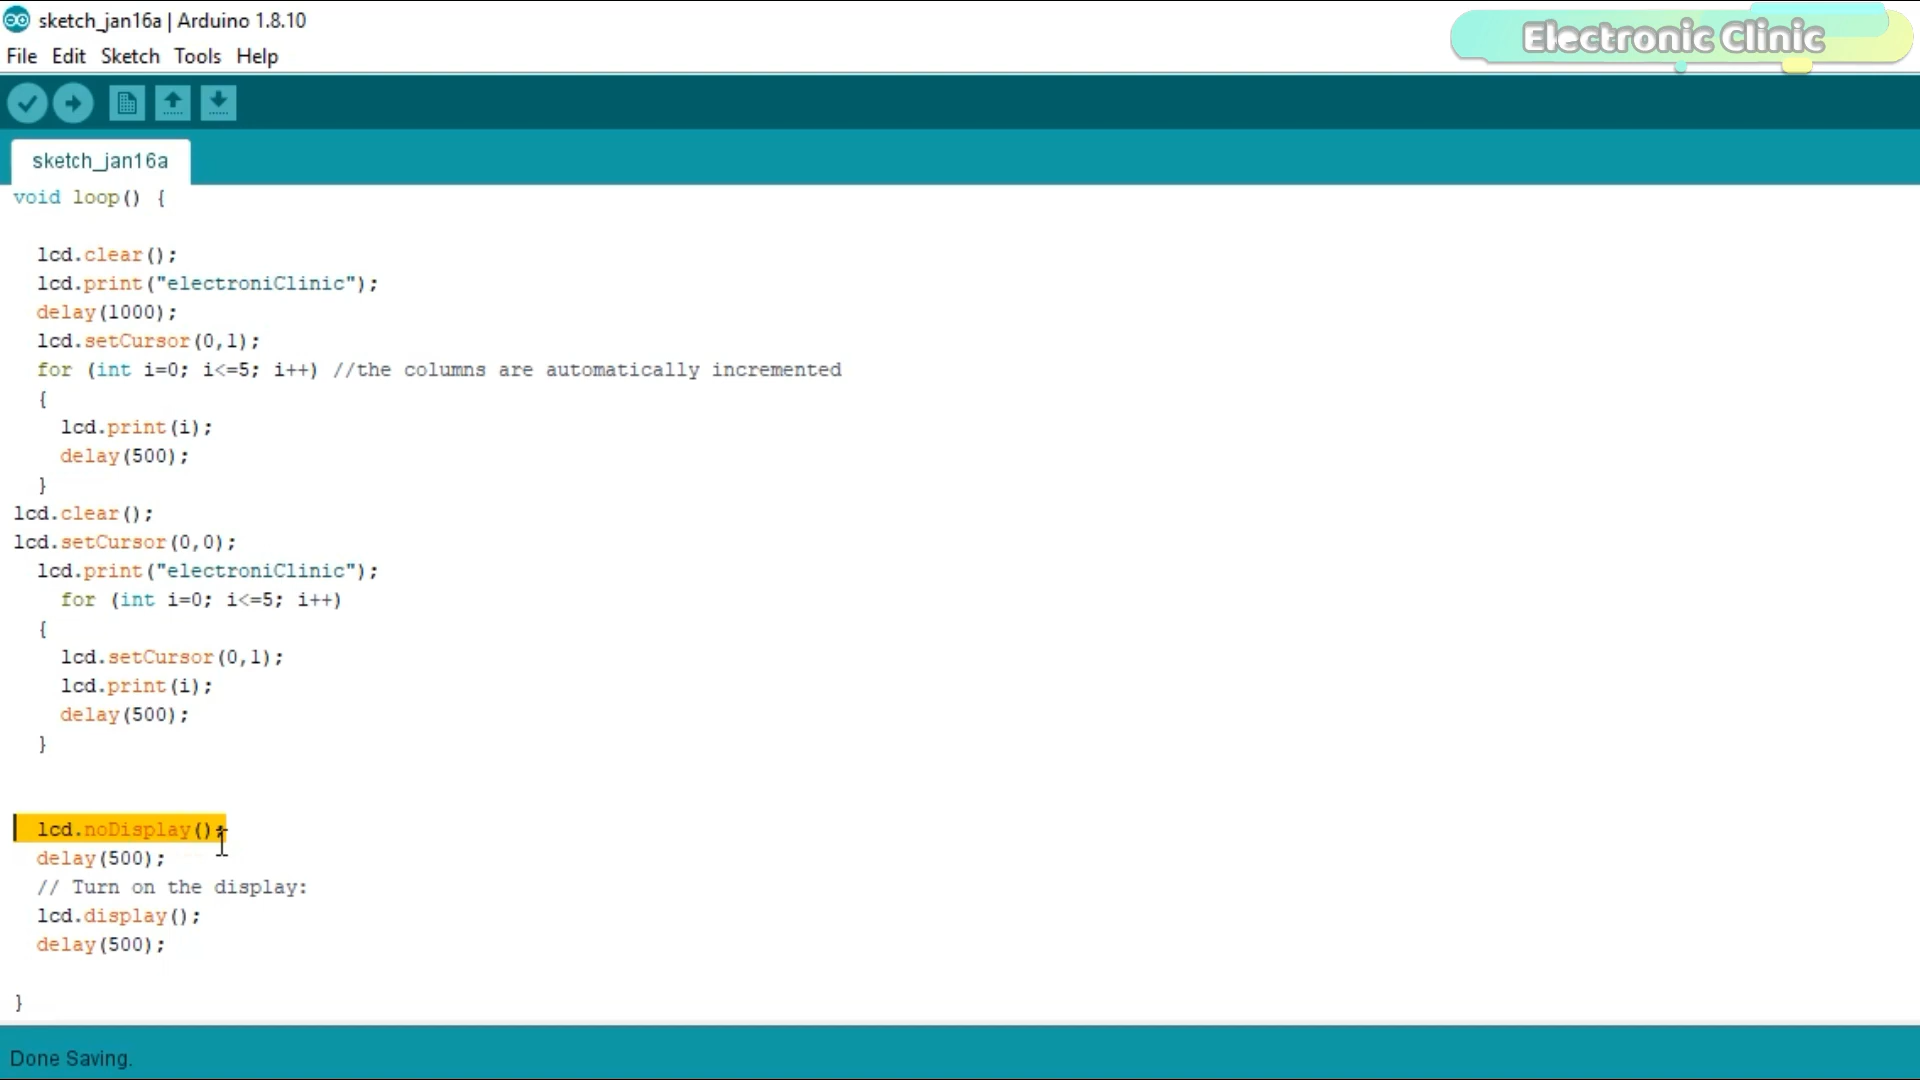 sketch_jan16a | Arduino 1.8.10
Electronic Clinic
File Edit Sketch Tools Help
sketch_jan16a
void loop() {
lcd.clear();
lcd.print("electroniClinic");
delay(1000);
lcd.setCursor(0,1);
for (int i=0; i<=5; i++) //the columns are automatically incremented
{
lcd.print(i);
delay(500);
}
lcd.clear();
lcd.setCursor(0,0);
lcd.print("electroniClinic");
for (int i=0; i<=5; i++)
{
lcd.setCursor(0,1);
lcd.print(i);
delay(500);
}
lcd.noDisplay();
delay(500);
// Turn on the display:
lcd.display();
delay(500);
}
Done Saving.